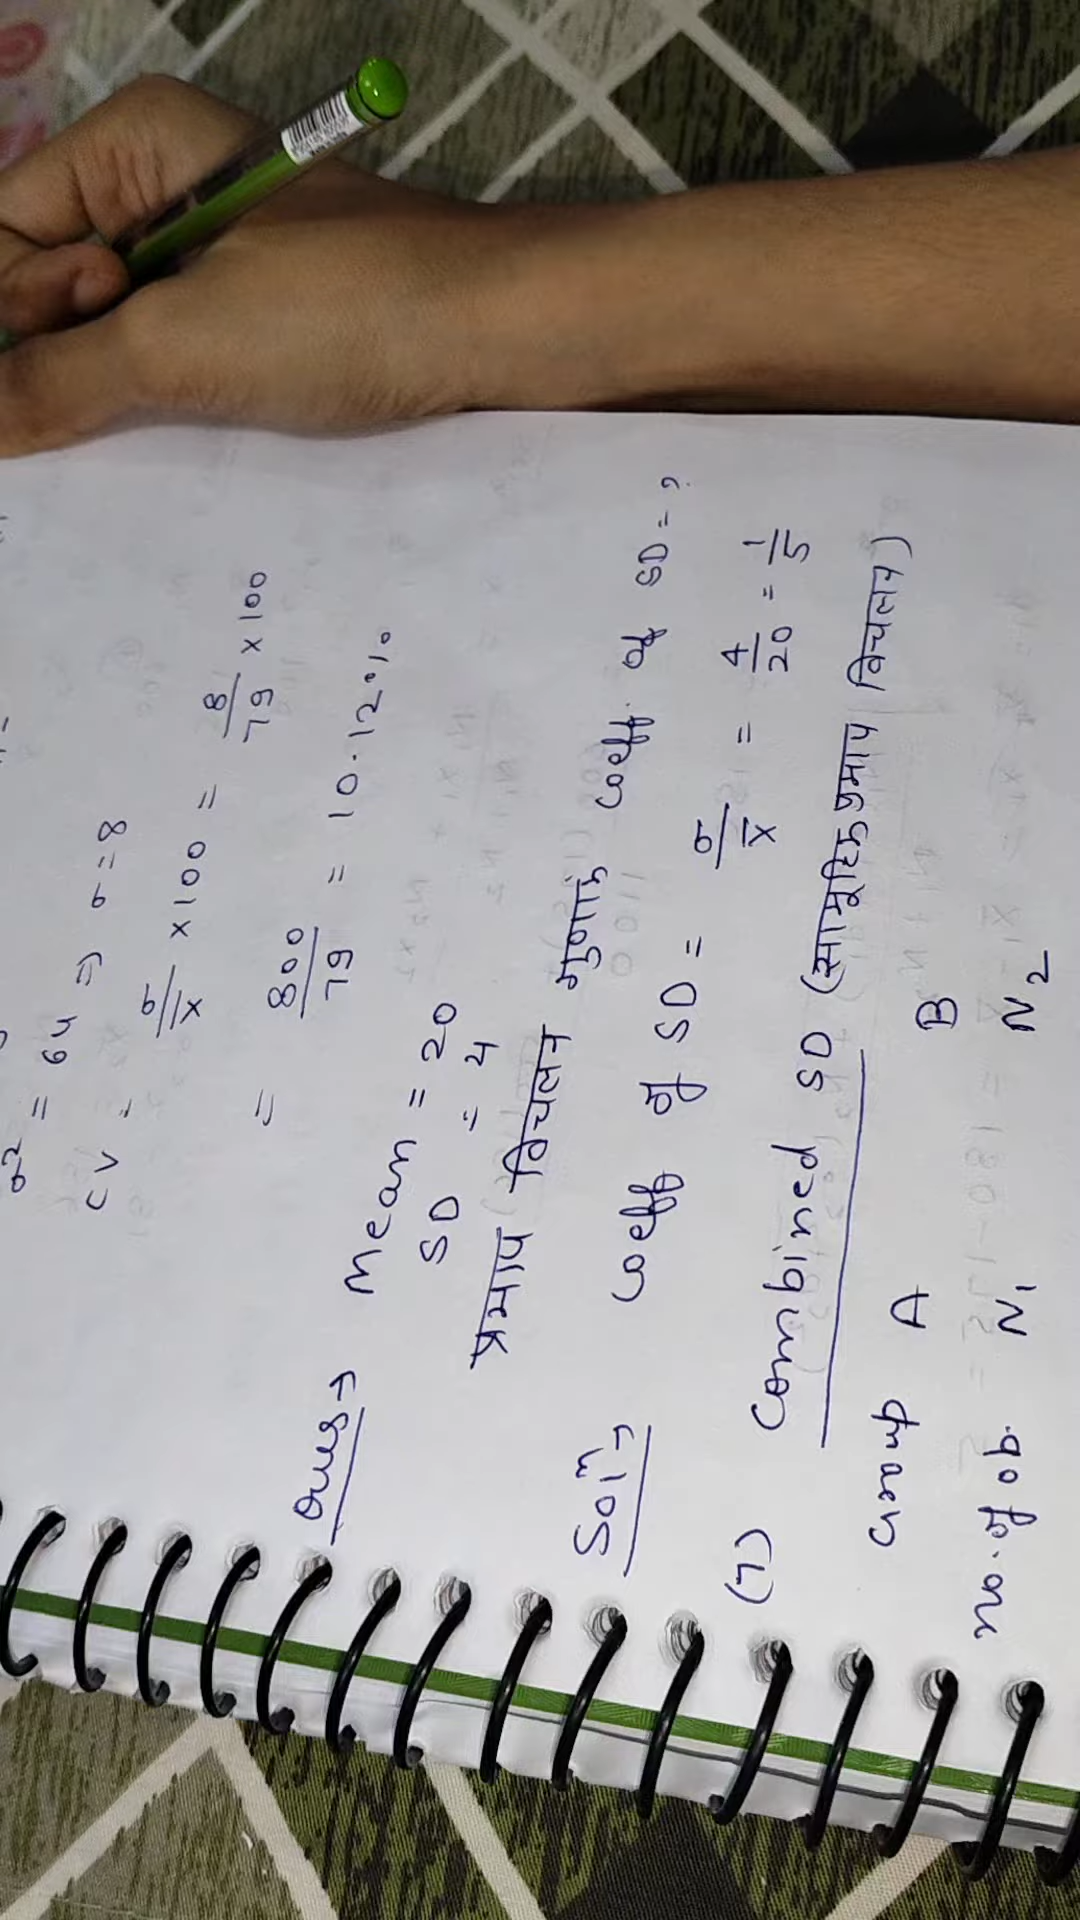 σ² = 64 ⇒ σ = 8
CV = σ/x̄ × 100 = 8/79 × 100
= 800/79 = 10.12%
Ques→ Mean = 20
SD = 4
प्रमाप विचलन गुणांक coeff. of SD = ?
Solⁿ→ coeff of SD = σ/x̄ = 4/20 = 1/5
(7) Combined SD (सामूहिक प्रमाप विचलन)
Group A B
no. of ob. N₁ N₂